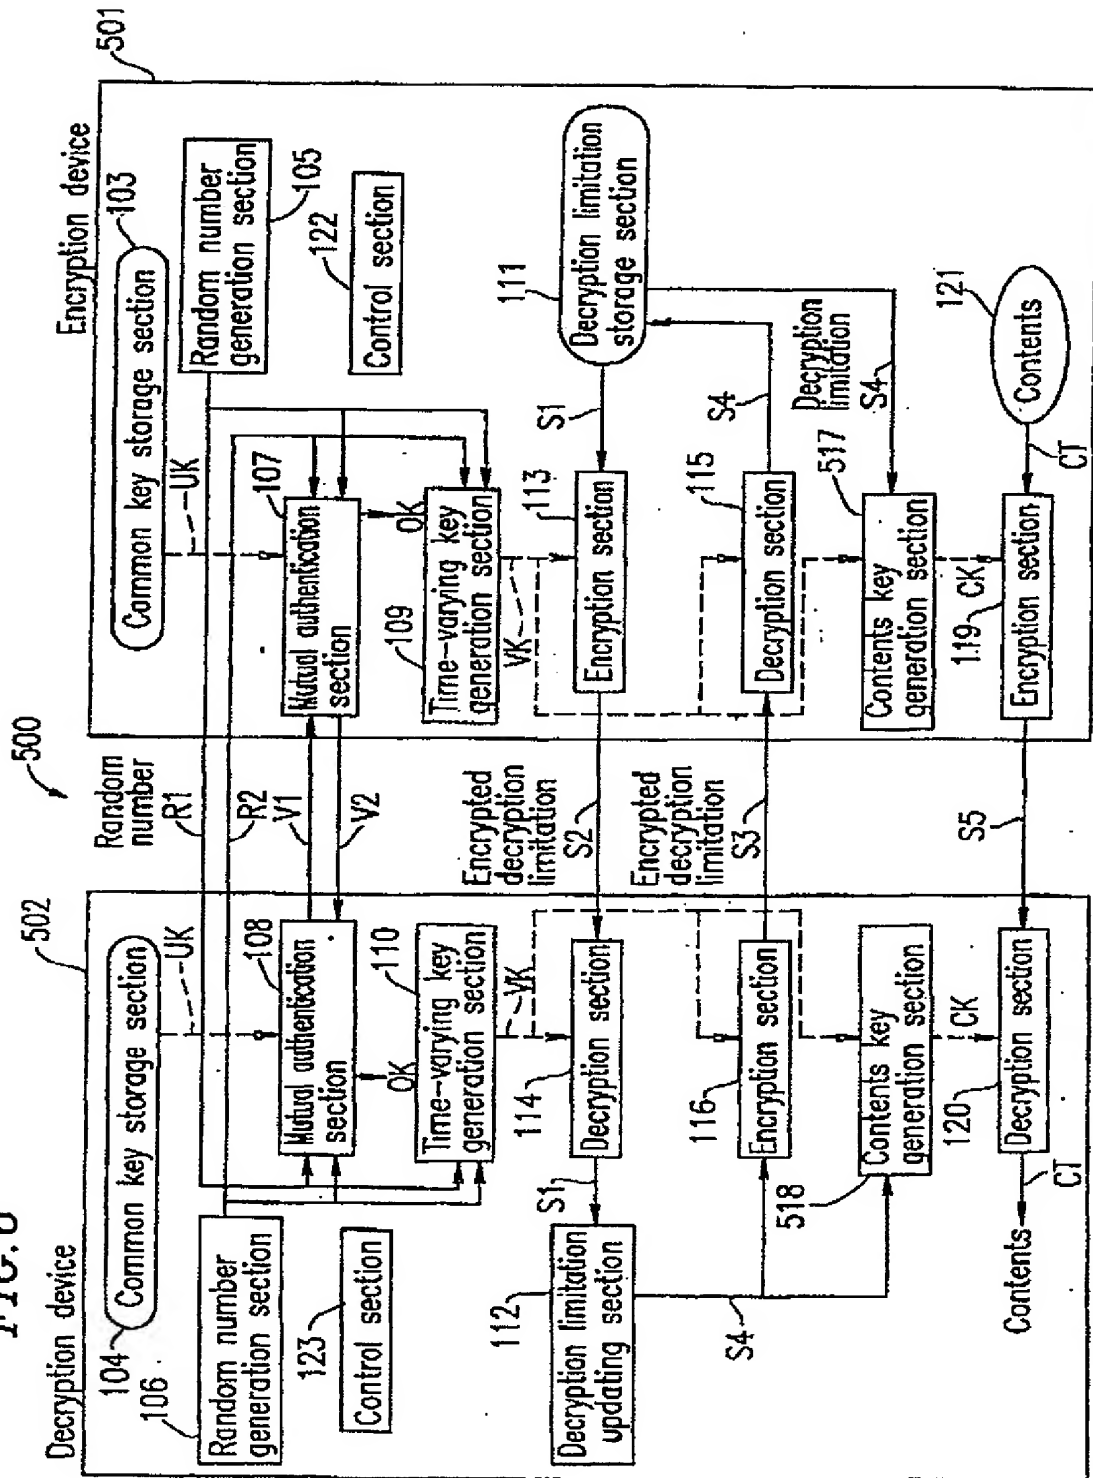 FIG. 8
500
Decryption device
502
104
Common key storage section
UK
106
Random number
generation section
123
Control section
108
Mutual authentication
section
OK
110
Time-varying key
generation section
VK
114
Decryption section
S1
112
Decryption limitation
updating section
S4
116
Encryption section
518
Contents key
generation section
CK
120
Decryption section
CT
Contents
Random
number
R1
R2
V1
V2
Encrypted
decryption
limitation
S2
Encrypted
decryption
limitation
S3
S5
Encryption device
501
103
Common key storage section
UK
105
Random number
generation section
122
Control section
107
Mutual authentication
section
OK
109
Time-varying key
generation section
VK
113
Encryption section
S1
111
Decryption limitation
storage section
115
Decryption section
S4
Decryption
limitation
S4
517
Contents key
generation section
CK
119
Encryption section
CT
121
Contents